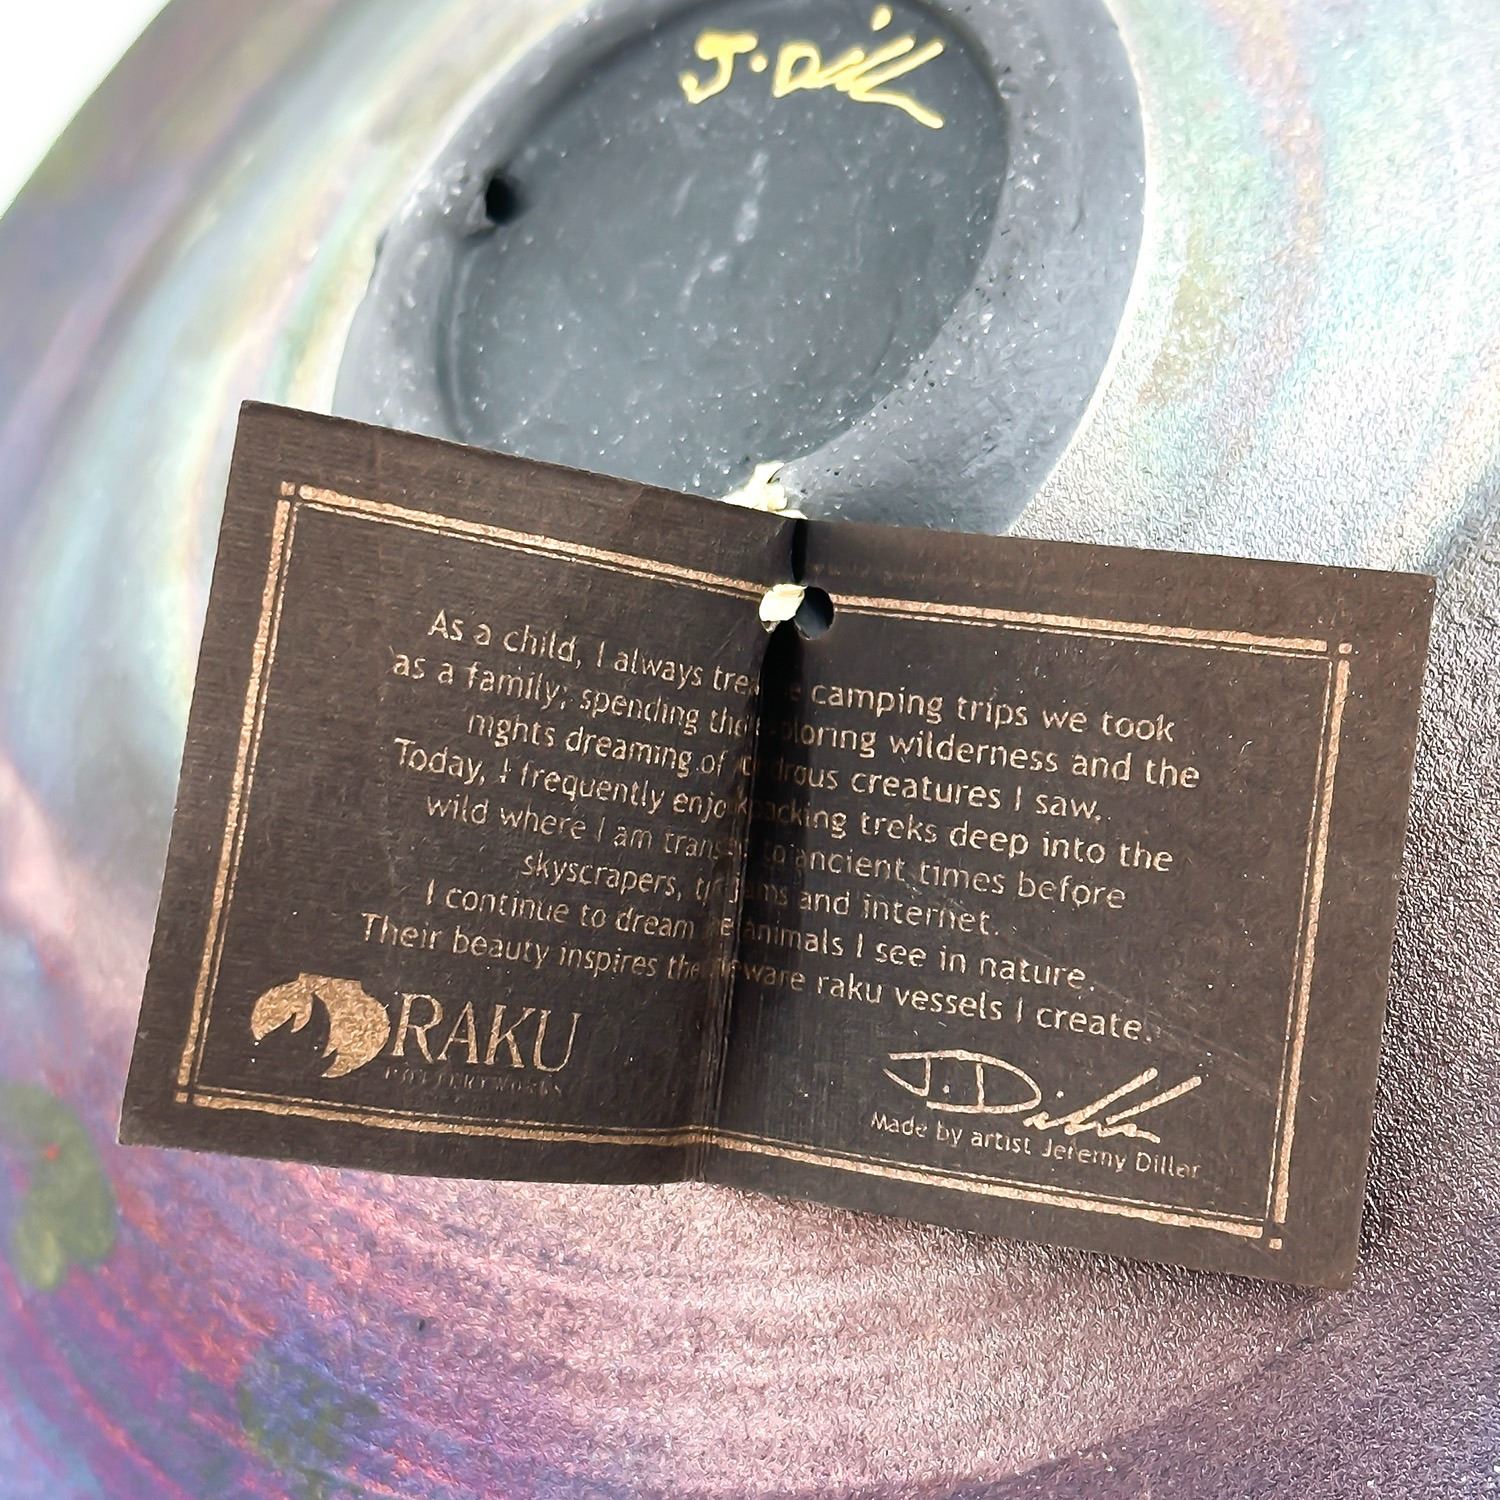 J. Dill
As a child, I always camping trips we took
as a family; spending wilderness and the
nights dreaming of creatures I saw.
Today, I frequently treks deep into the
wild where I am ancient times before
skyscrapers, and internet.
I continue to dream animals I see in nature.
Their beauty inspires raku vessels I create.
RAKU
POTTERYWORKS
J. Diller
Made by artist Jeremy Diller